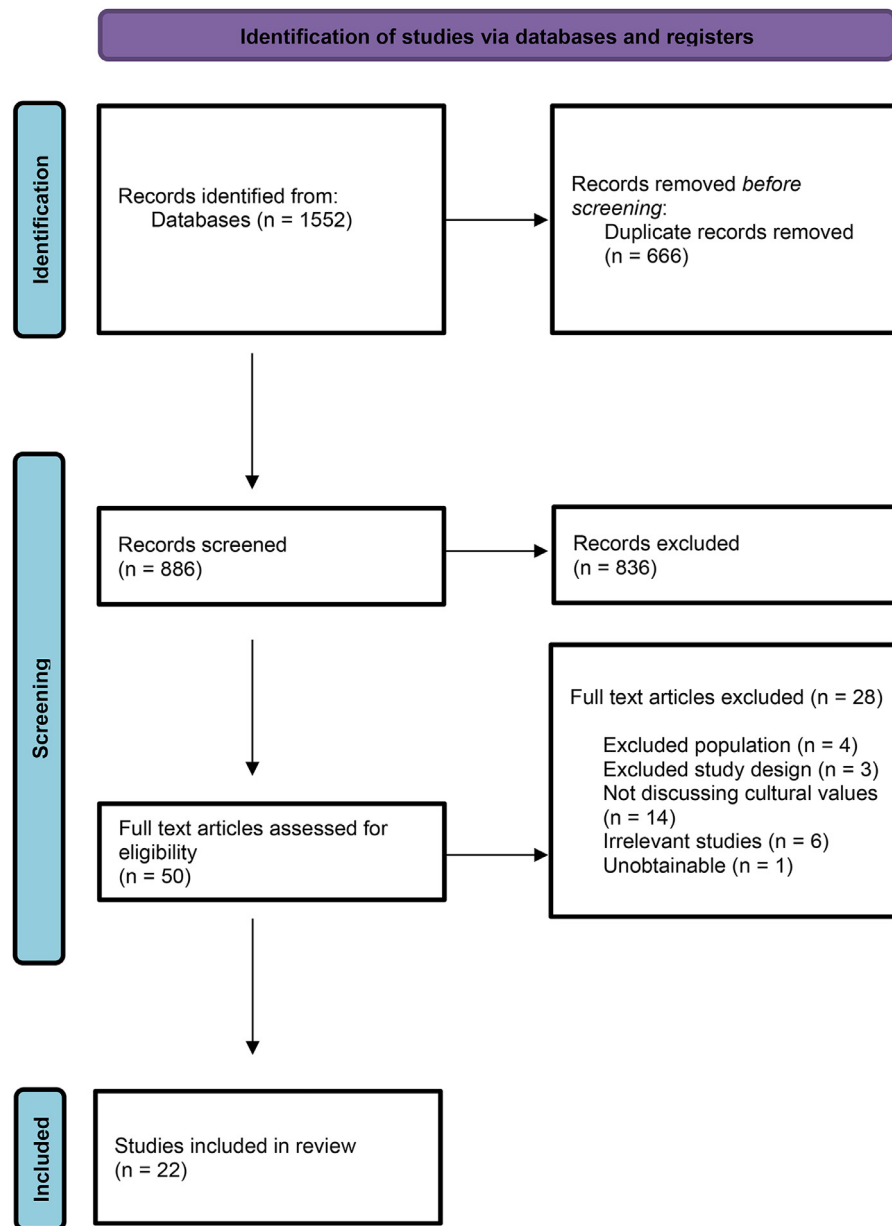 Identification of studies via databases and registers
Identification
Records identified from:
Databases (n = 1552)
Records removed before
screening:
Duplicate records removed
(n = 666)
Screening
Records screened
(n = 886)
Records excluded
(n = 836)
Full text articles assessed for
eligibility
(n = 50)
Full text articles excluded (n = 28)
Excluded population (n = 4)
Excluded study design (n = 3)
Not discussing cultural values
(n = 14)
Irrelevant studies (n = 6)
Unobtainable (n = 1)
Included
Studies included in review
(n = 22)